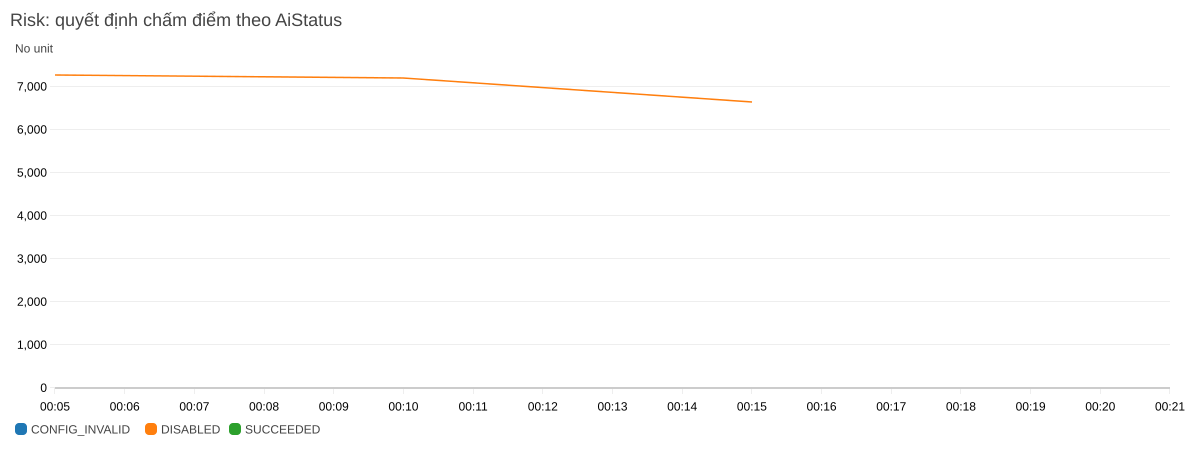 Risk: quyết định chấm điểm theo AiStatus
No unit
7,000
6,000
5,000
4,000
3,000
2,000
1,000
0
00:05 00:06 00:07 00:08 00:09 00:10 00:11 00:12 00:13 00:14 00:15 00:16 00:17 00:18 00:19 00:20 00:21
CONFIG_INVALID DISABLED SUCCEEDED